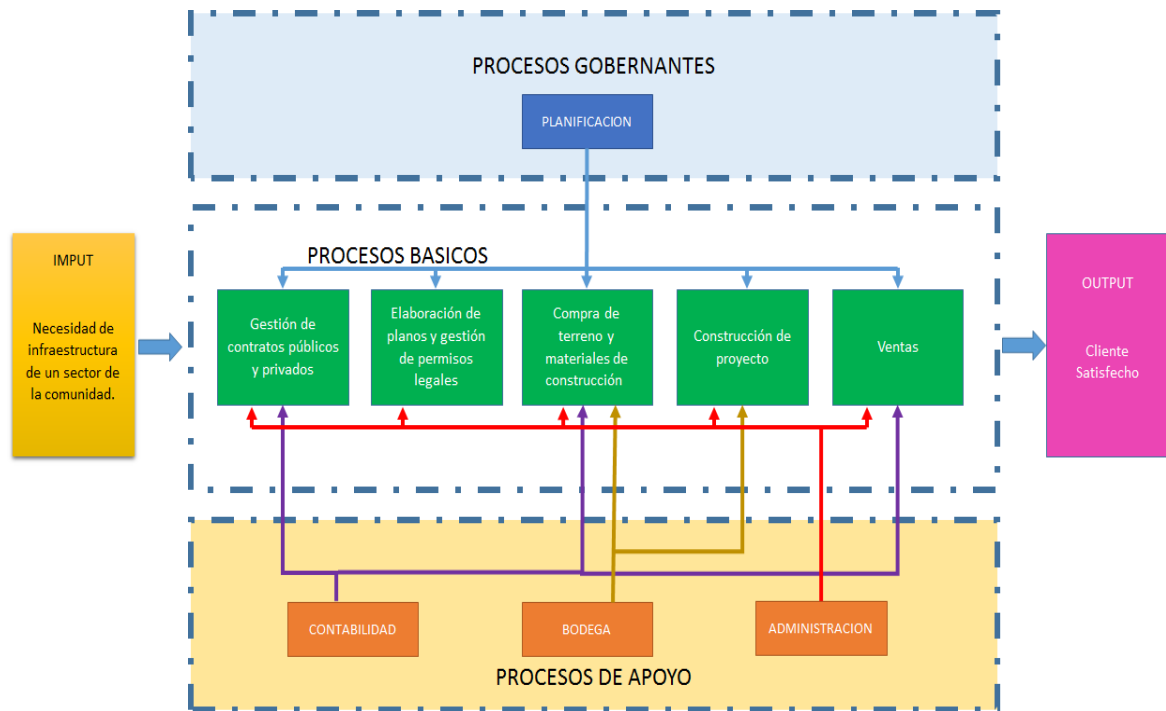 PROCESOS GOBERNANTES
PLANIFICACION
IMPUT
Necesidad de
infraestructura
de un sector de
la comunidad.
PROCESOS BASICOS
Gestión de
contratos públicos
y privados
Elaboración de
planos y gestión
de permisos
legales
Compra de
terreno y
materiales de
construcción
Construcción de
proyecto
Ventas
OUTPUT
Cliente
Satisfecho
CONTABILIDAD
BODEGA
ADMINISTRACION
PROCESOS DE APOYO